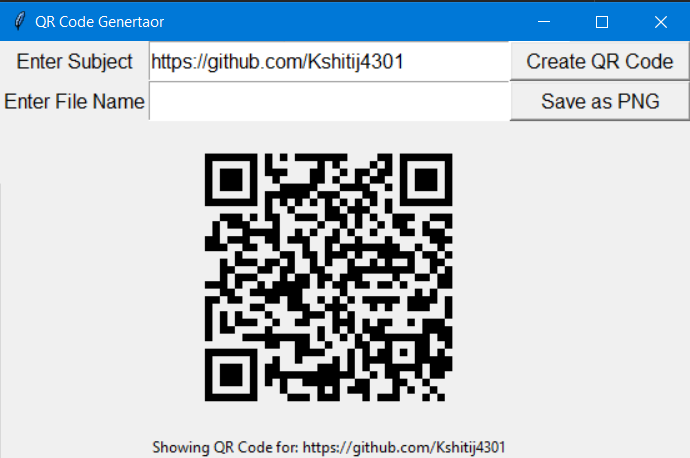 QR Code Genertaor
Enter Subject https://github.com/Kshitij4301 Create QR Code
Enter File Name Save as PNG
Showing QR Code for: https://github.com/Kshitij4301